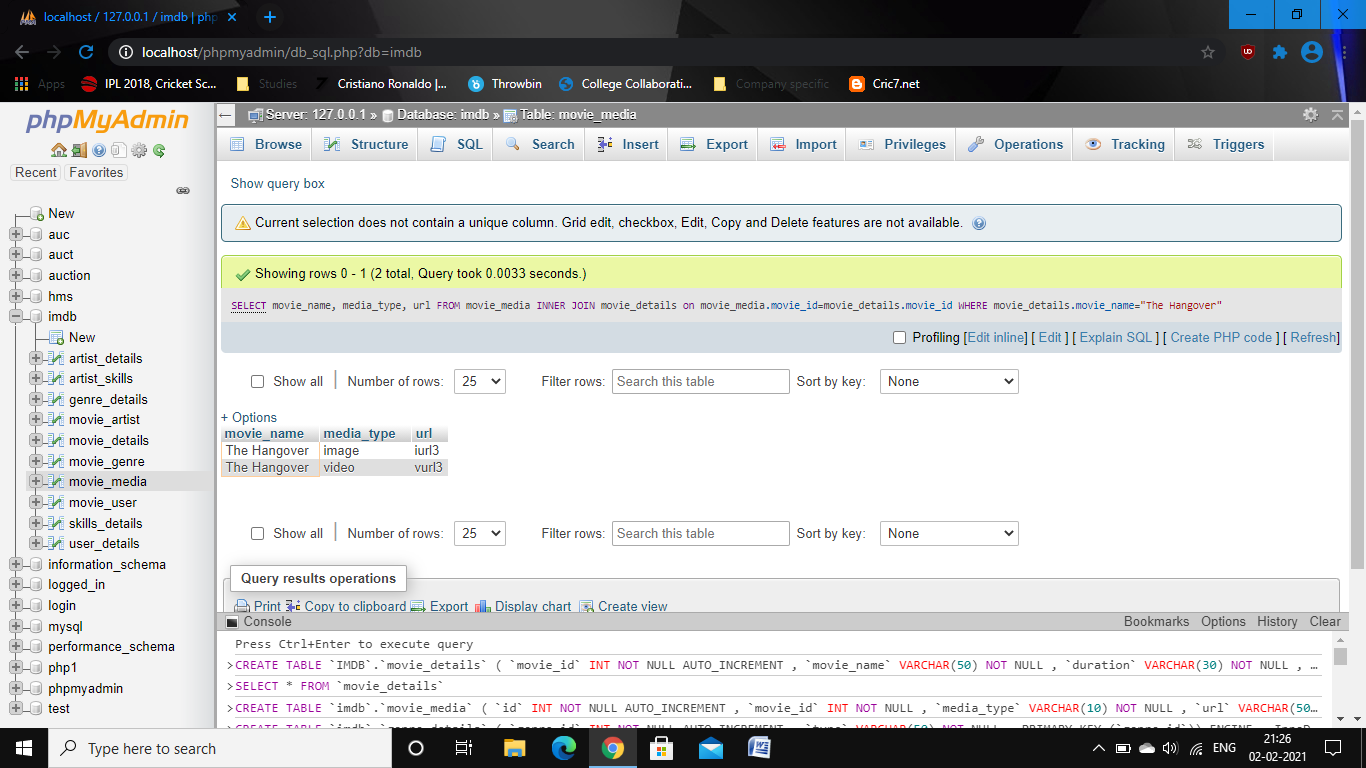 localhost / 127.0.0.1 / imdb | php
localhost/phpmyadmin/db_sql.php?db=imdb
Apps IPL 2018, Cricket Sc... Studies Cristiano Ronaldo |... Throwbin College Collaborati... Company specific Cric7.net
phpMyAdmin
Recent Favorites
New
auc
auct
auction
hms
imdb
New
artist_details
artist_skills
genre_details
movie_artist
movie_details
movie_genre
movie_media
movie_user
skills_details
user_details
information_schema
logged_in
login
mysql
performance_schema
php1
phpmyadmin
test
Server: 127.0.0.1 » Database: imdb » Table: movie_media
Browse Structure SQL Search Insert Export Import Privileges Operations Tracking Triggers
Show query box
Current selection does not contain a unique column. Grid edit, checkbox, Edit, Copy and Delete features are not available.
Showing rows 0 - 1 (2 total, Query took 0.0033 seconds.)
SELECT movie_name, media_type, url FROM movie_media INNER JOIN movie_details on movie_media.movie_id=movie_details.movie_id WHERE movie_details.movie_name="The Hangover"
Profiling [Edit inline] [ Edit ] [ Explain SQL ] [ Create PHP code ] [ Refresh]
Show all | Number of rows: 25 Filter rows: Search this table Sort by key: None
+ Options
movie_name media_type url
The Hangover image iurl3
The Hangover video vurl3
Show all | Number of rows: 25 Filter rows: Search this table Sort by key: None
Query results operations
Print Copy to clipboard Export Display chart Create view
Console Bookmarks Options History Clear
Press Ctrl+Enter to execute query
>CREATE TABLE `IMDB`.`movie_details` ( `movie_id` INT NOT NULL AUTO_INCREMENT , `movie_name` VARCHAR(50) NOT NULL , `duration` VARCHAR(30) NOT NULL , …
>SELECT * FROM `movie_details`
>CREATE TABLE `imdb`.`movie_media` ( `id` INT NOT NULL AUTO_INCREMENT , `movie_id` INT NOT NULL , `media_type` VARCHAR(10) NOT NULL , `url` VARCHAR(50…
Type here to search
ENG
21:26
02-02-2021